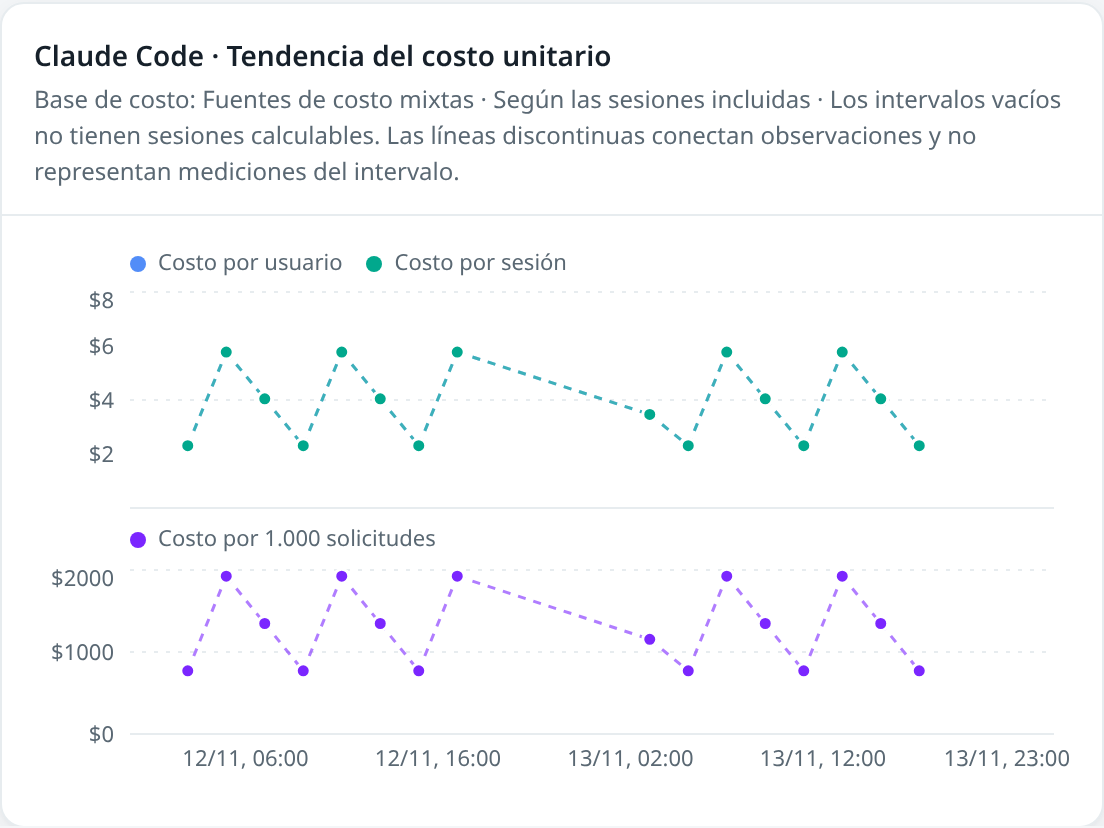 Claude Code · Tendencia del costo unitario
Base de costo: Fuentes de costo mixtas · Según las sesiones incluidas · Los intervalos vacíos
no tienen sesiones calculables. Las líneas discontinuas conectan observaciones y no
representan mediciones del intervalo.
Costo por usuario Costo por sesión
$8
$6
$4
$2
Costo por 1.000 solicitudes
$2000
$1000
$0
12/11, 06:00 12/11, 16:00 13/11, 02:00 13/11, 12:00 13/11, 23:00